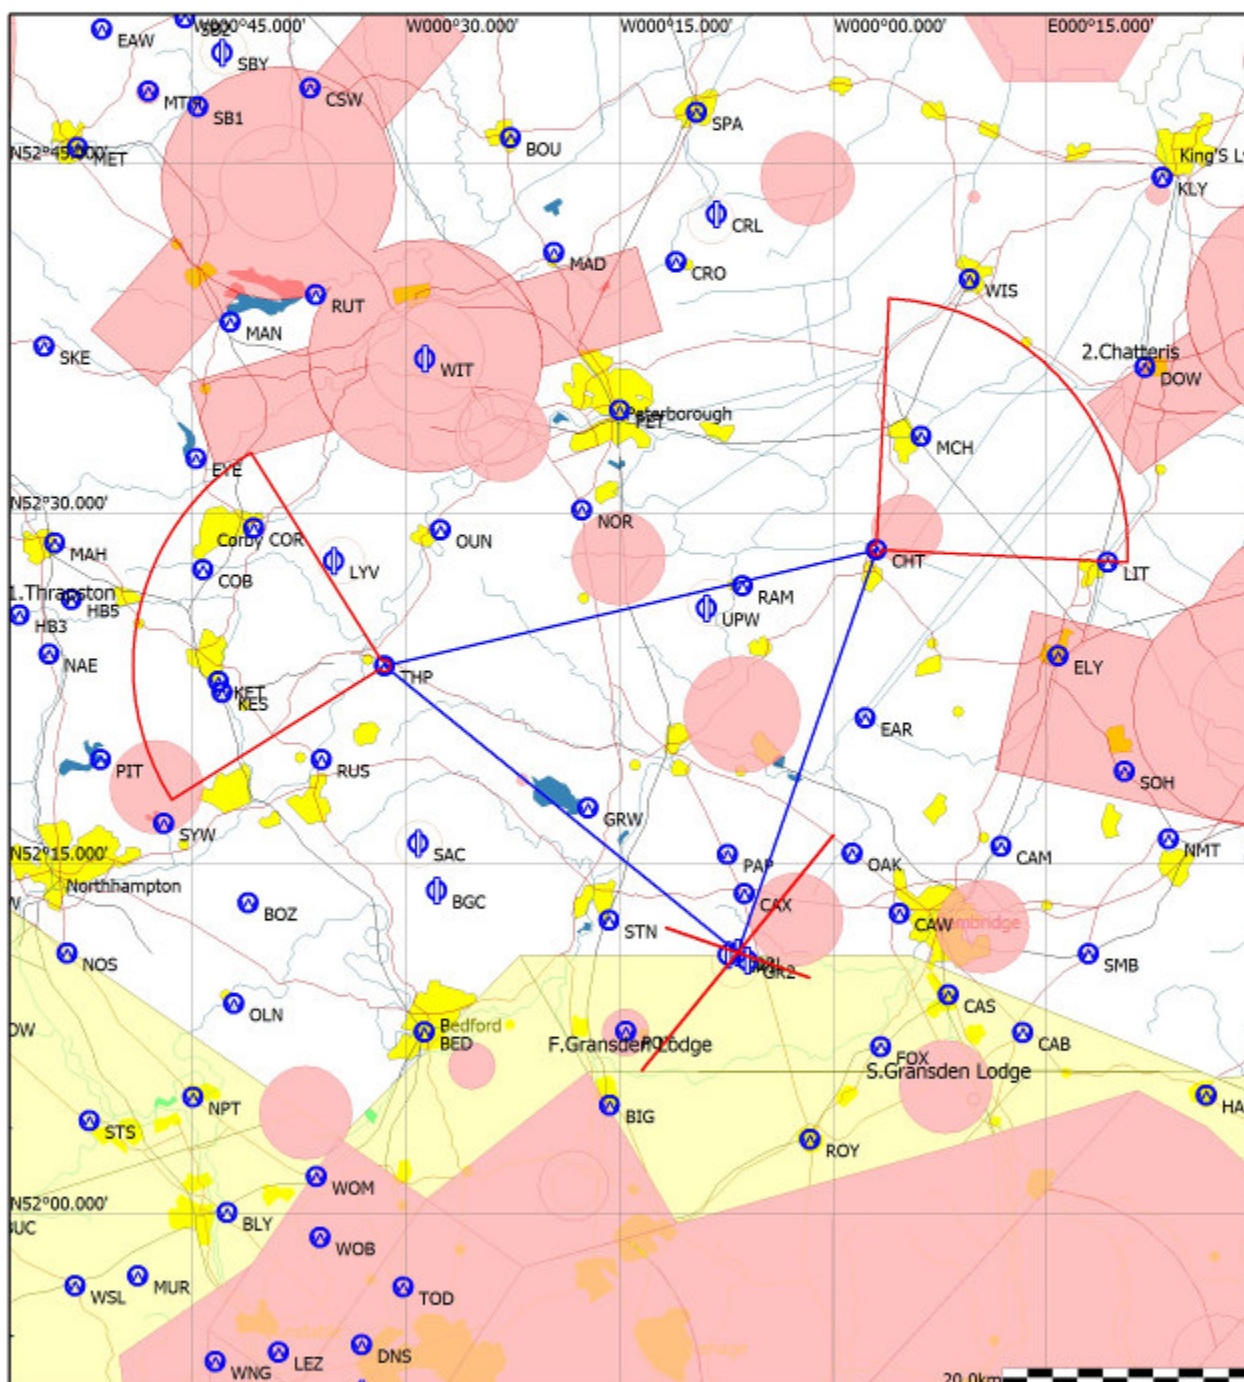 W000°45.000'
W000°30.000'
W000°15.000'
W000°00.000'
E000°15.000'
EAW
SBY
CSW
SB1
SPA
BOU
MET
N52°45.000'
King'S
KLY
CRL
MAD
CRO
WIS
RUT
MAN
SKE
WIT
2.Chatteris
DOW
Peterborough
PET
MCH
EYE
N52°30.000'
NOR
OUN
Corby COR
MAH
LYV
CHT
LIT
COB
1.Thrapston
HB5
HB3
RAM
UPW
NAE
ELY
THP
KET
KES
EAR
PIT
RUS
SOH
GRW
SYW
N52°15.000'
SAC
PAP
OAK
CAM
NMT
Northhampton
BGC
CAX
BOZ
STN
CAW
NOS
GR2
SMB
OLN
CAS
Bedford
BED
F.Gransden Lodge
FOX
CAB
S.Gransden Lodge
NPT
BIG
HA
STS
ROY
WOM
N52°00.000'
BLY
WOB
MUR
WSL
TOD
DNS
LEZ
WNG
20.0km